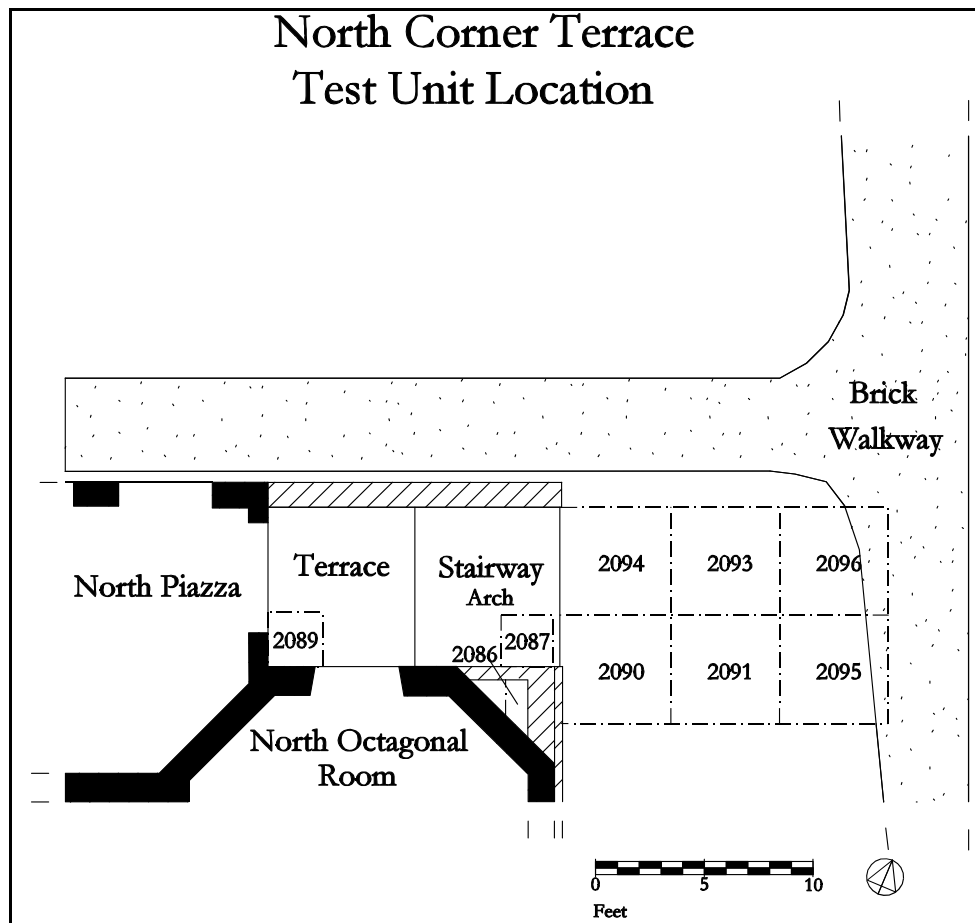 North Corner Terrace
Test Unit Location
Brick
Walkway
Terrace
Stairway
Arch
North Piazza
2094
2093
2096
2089
2086
2087
2090
2091
2095
North Octagonal
Room
0
5
10
Feet